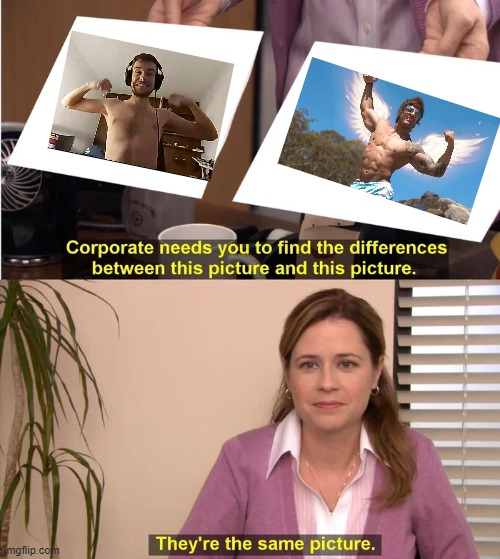 Corporate needs you to find the differences
between this picture and this picture.
They're the same picture.
imgflip.com